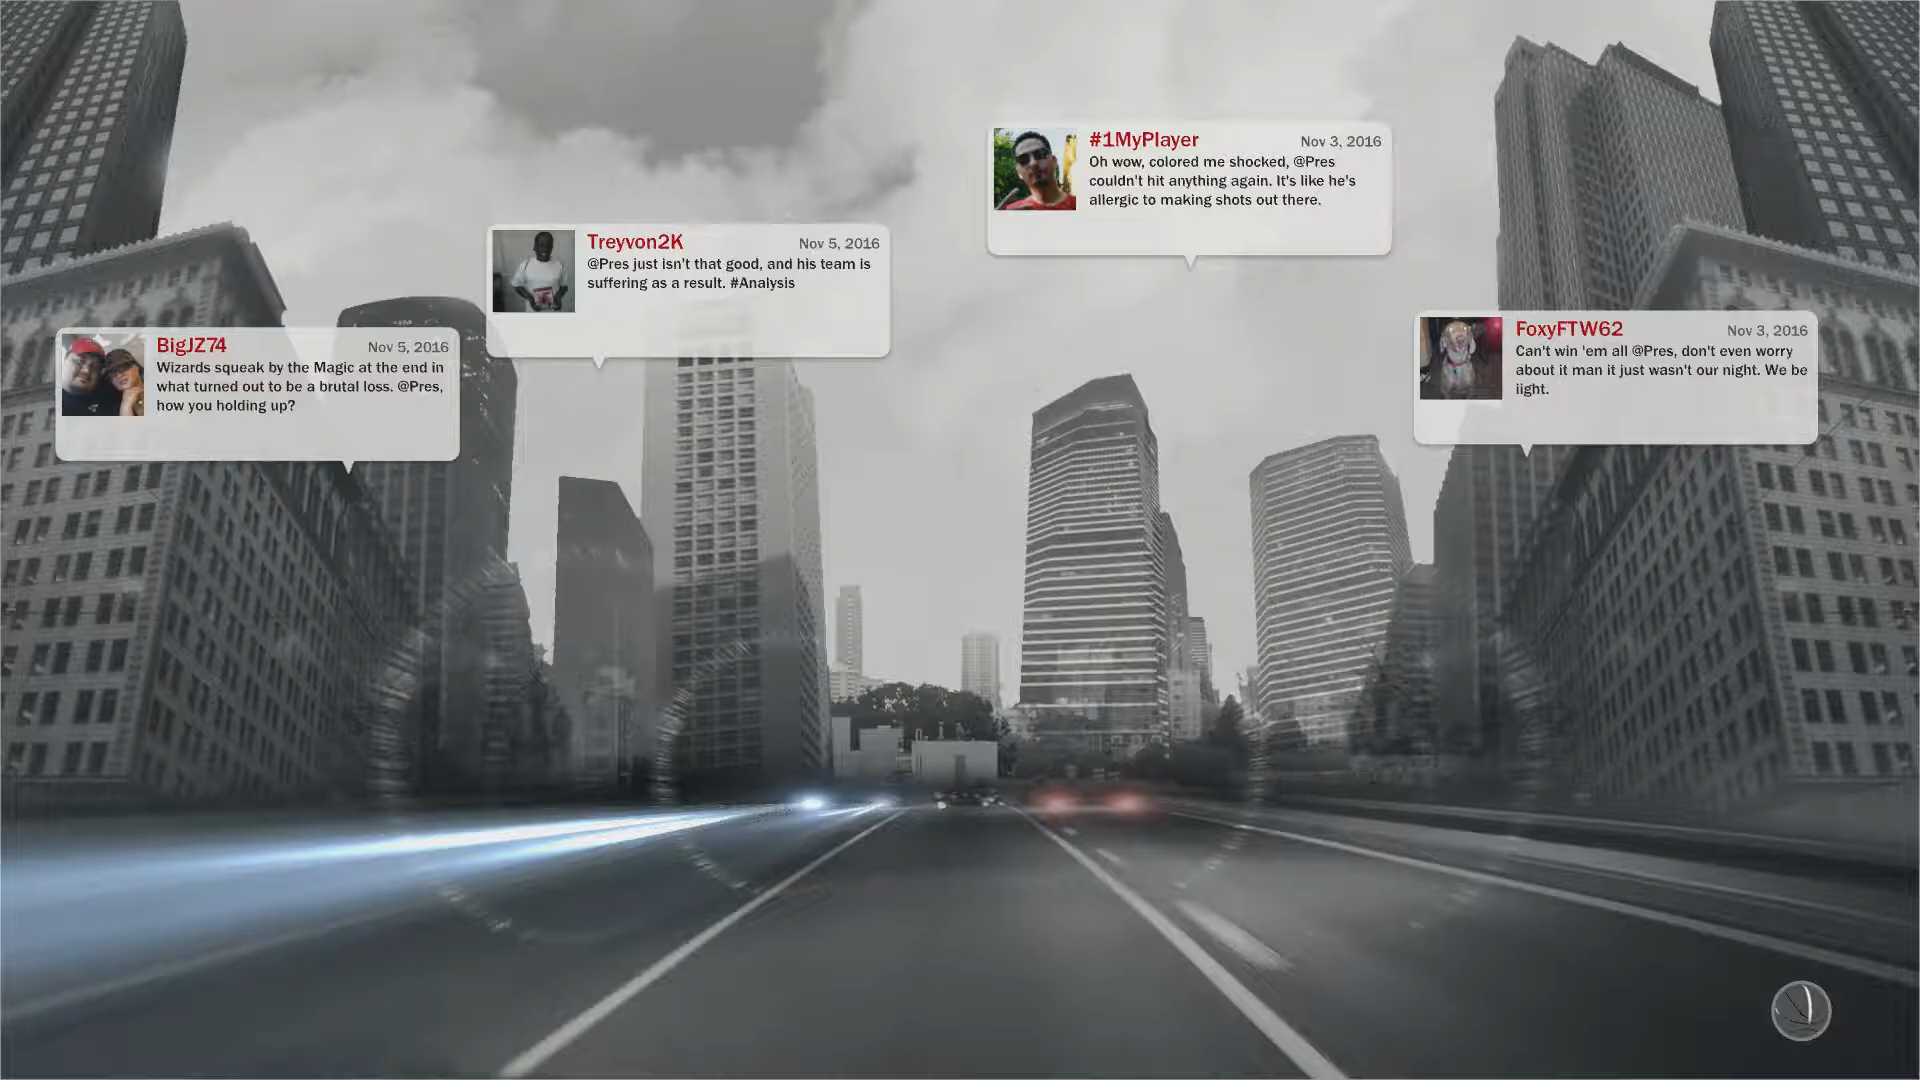 #1MyPlayer
Nov 3, 2016
Oh wow, colored me shocked, @Pres
couldn't hit anything again. It's like he's
allergic to making shots out there.
Treyvon2K
Nov 5, 2016
@Pres just isn't that good, and his team is
suffering as a result. #Analysis
FoxyFTW62
Nov 3, 2016
Can't win 'em all @Pres, don't even worry
about it man it just wasn't our night. We be
iight.
BigJZ74
Nov 5, 2016
Wizards squeak by the Magic at the end in
what turned out to be a brutal loss. @Pres,
how you holding up?